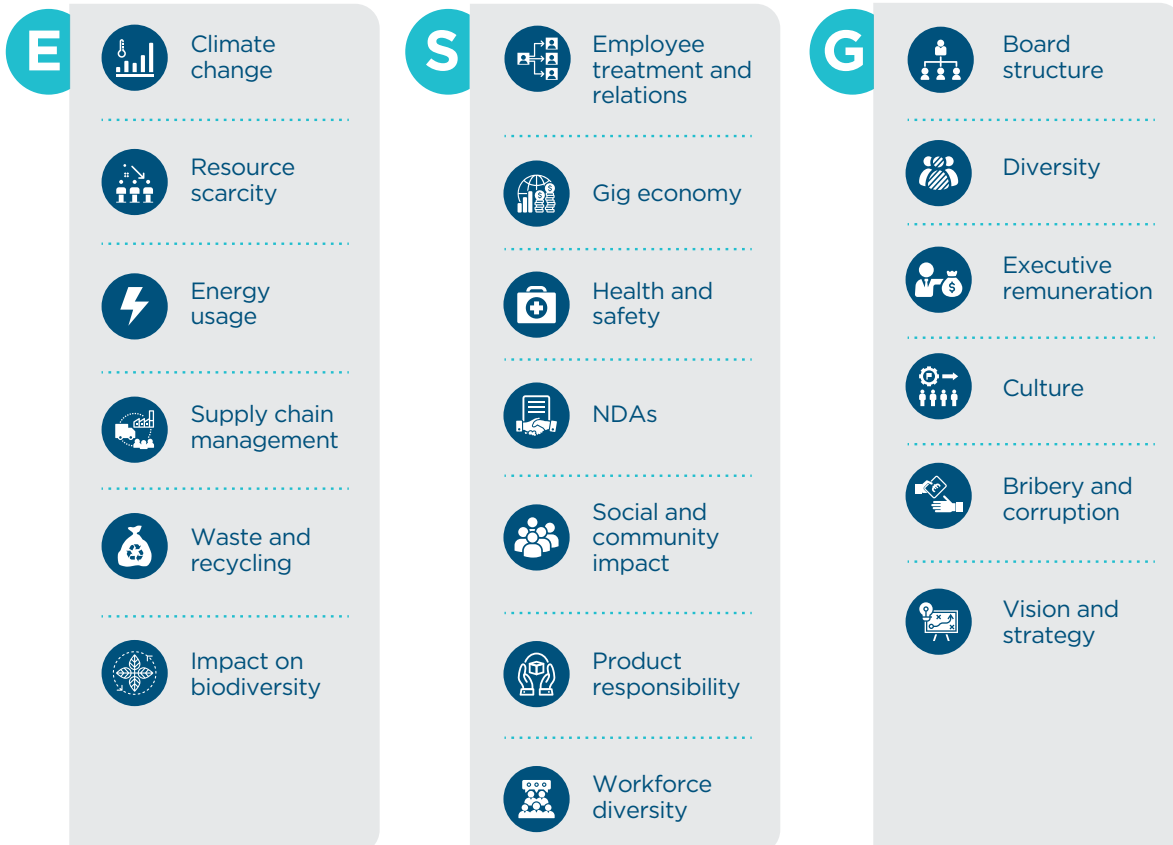 E
Climate
change
Resource
scarcity
Energy
usage
Supply chain
management
Waste and
recycling
Impact on
biodiversity
S
Employee
treatment and
relations
Gig economy
Health and
safety
NDAs
Social and
community
impact
Product
responsibility
Workforce
diversity
G
Board
structure
Diversity
Executive
remuneration
Culture
Bribery and
corruption
Vision and
strategy